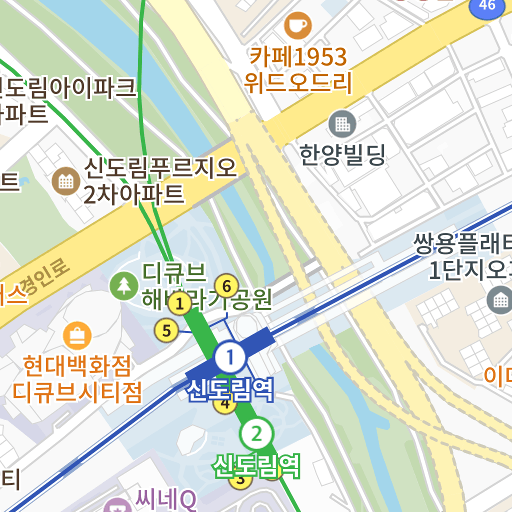 46
카페1953
위드오드리
신도림아이파크
아파트
한양빌딩
신도림푸르지오
2차아파트
트
쌍용플래티
1단지오
경인로
디큐브
해바라기공원
6
1
5
현대백화점
디큐브시티점
1
신도림역
4
2
신도림역
3
씨네Q
티